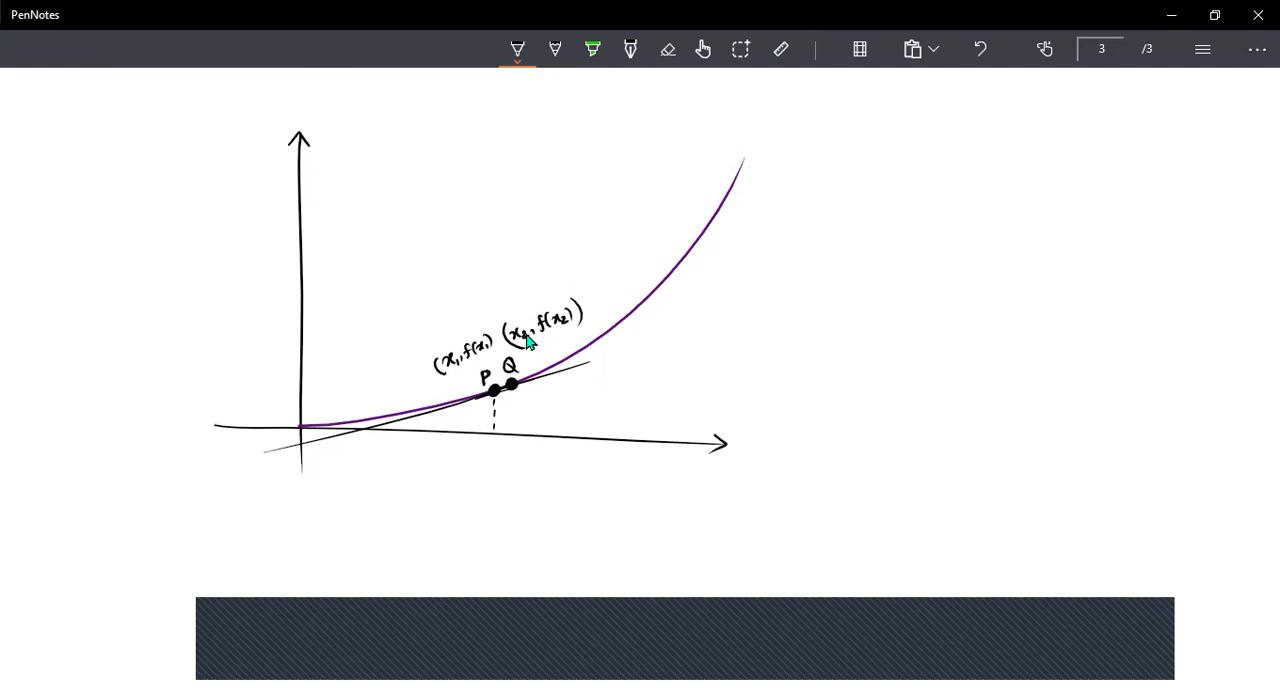 PenNotes
3 /3
(x₂, f(x₂))
(x₁, f(x₁)
P Q